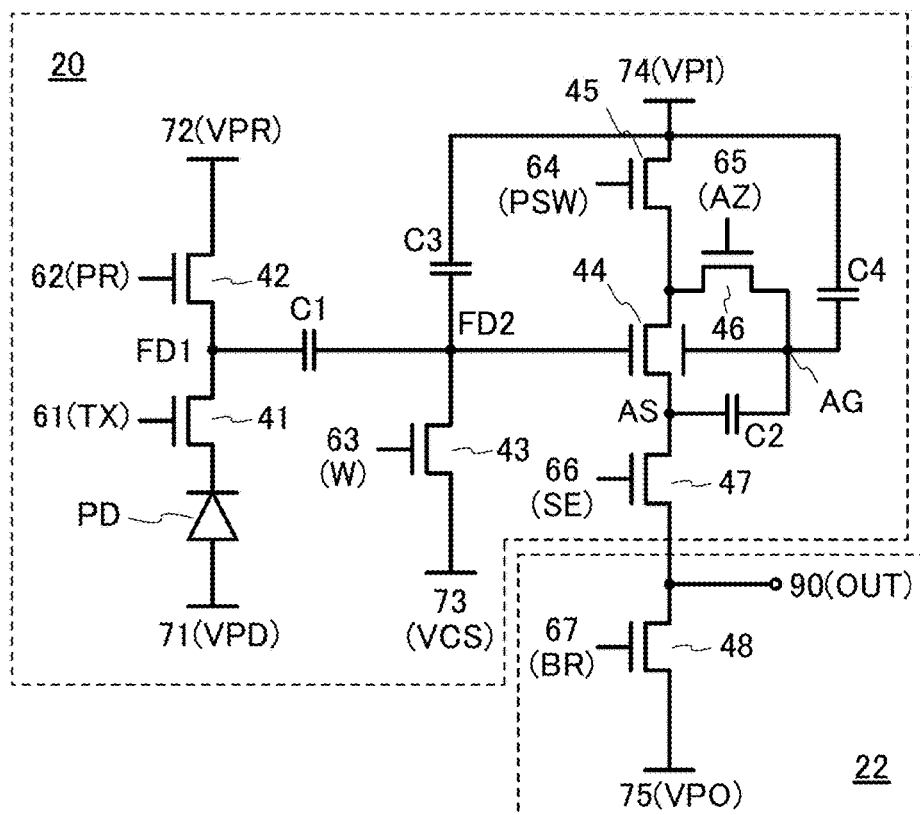 20
74(VPI)
45
72(VPR)
65
(AZ)
64
(PSW)
C3
44
C4
62(PR)
42
C1
46
FD2
FD1
61(TX)
41
AS
AG
C2
63
(W)
43
66
(SE)
47
PD
90(OUT)
73
(VCS)
71(VPD)
67
(BR)
48
75(VPO)
22